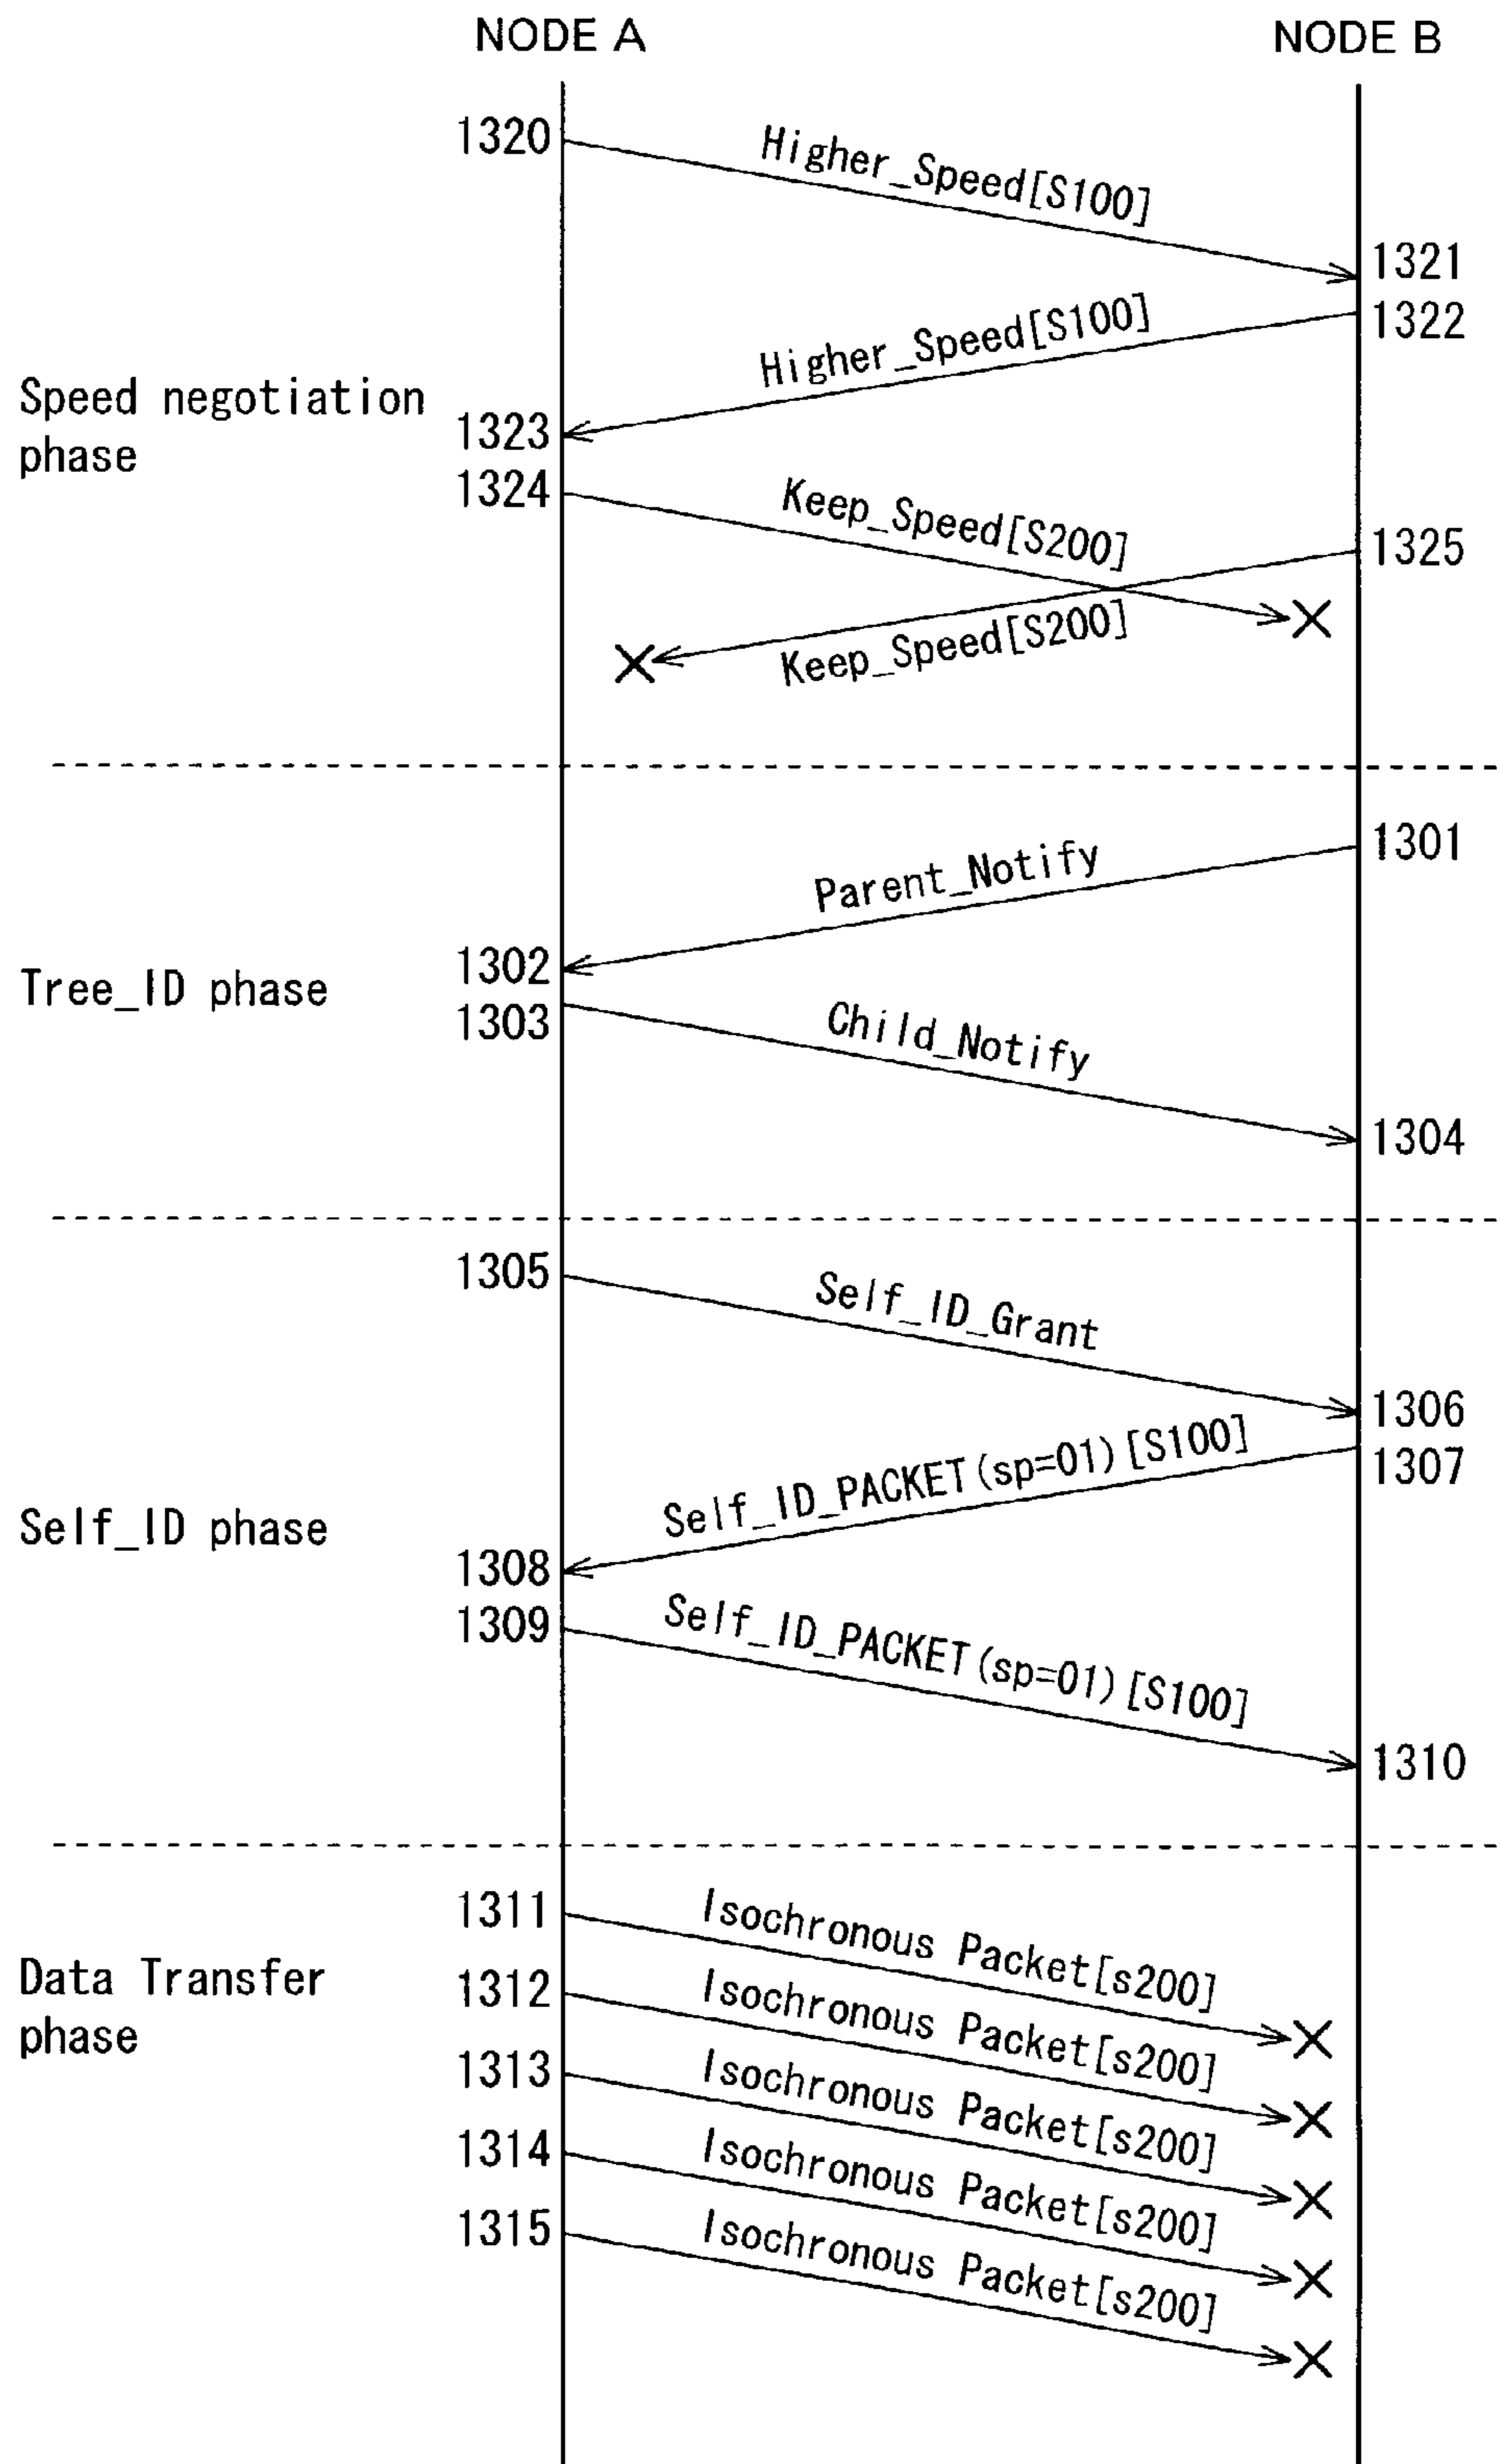 NODE A
NODE B
1320
Higher_Speed[S100]
1321
1322
Higher_Speed[S100]
Speed negotiation
phase
1323
1324
Keep_Speed[S200]
1325
Keep_Speed[S200]
1301
Parent_Notify
1302
Tree_ID phase
1303
Child_Notify
1304
1305
Self_ID_Grant
1306
1307
Self_ID_PACKET(sp=01)[S100]
Self_ID phase
1308
1309
Self_ID_PACKET(sp=01)[S100]
1310
1311
Isochronous Packet[s200]
Data Transfer
phase
1312
Isochronous Packet[s200]
1313
Isochronous Packet[s200]
1314
Isochronous Packet[s200]
1315
Isochronous Packet[s200]